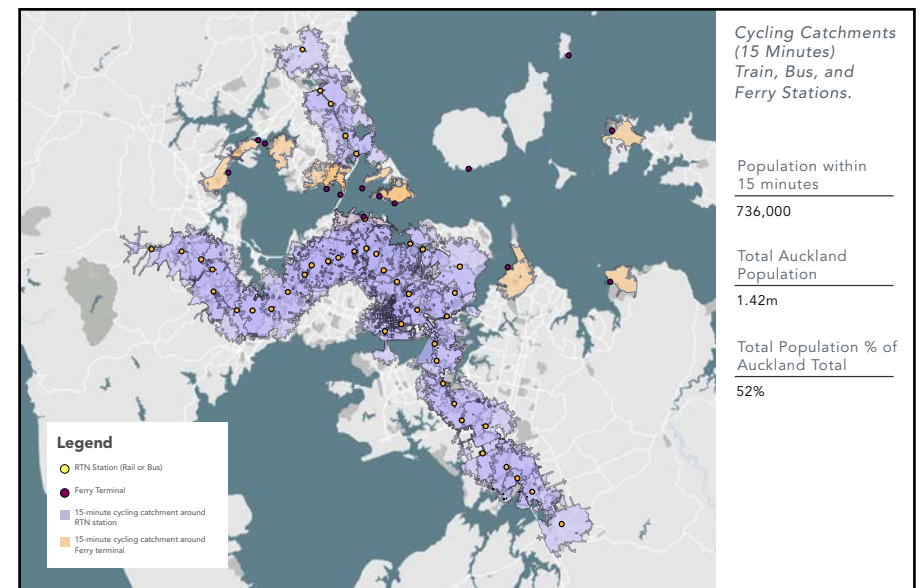 Cycling Catchments
(15 Minutes)
Train, Bus, and
Ferry Stations.
Population within
15 minutes
736,000
Total Auckland
Population
1.42m
Total Population % of
Auckland Total
52%
Legend
RTN Station (Rail or Bus)
Ferry Terminal
15-minute cycling catchment around
RTN station
15-minute cycling catchment around
Ferry terminal